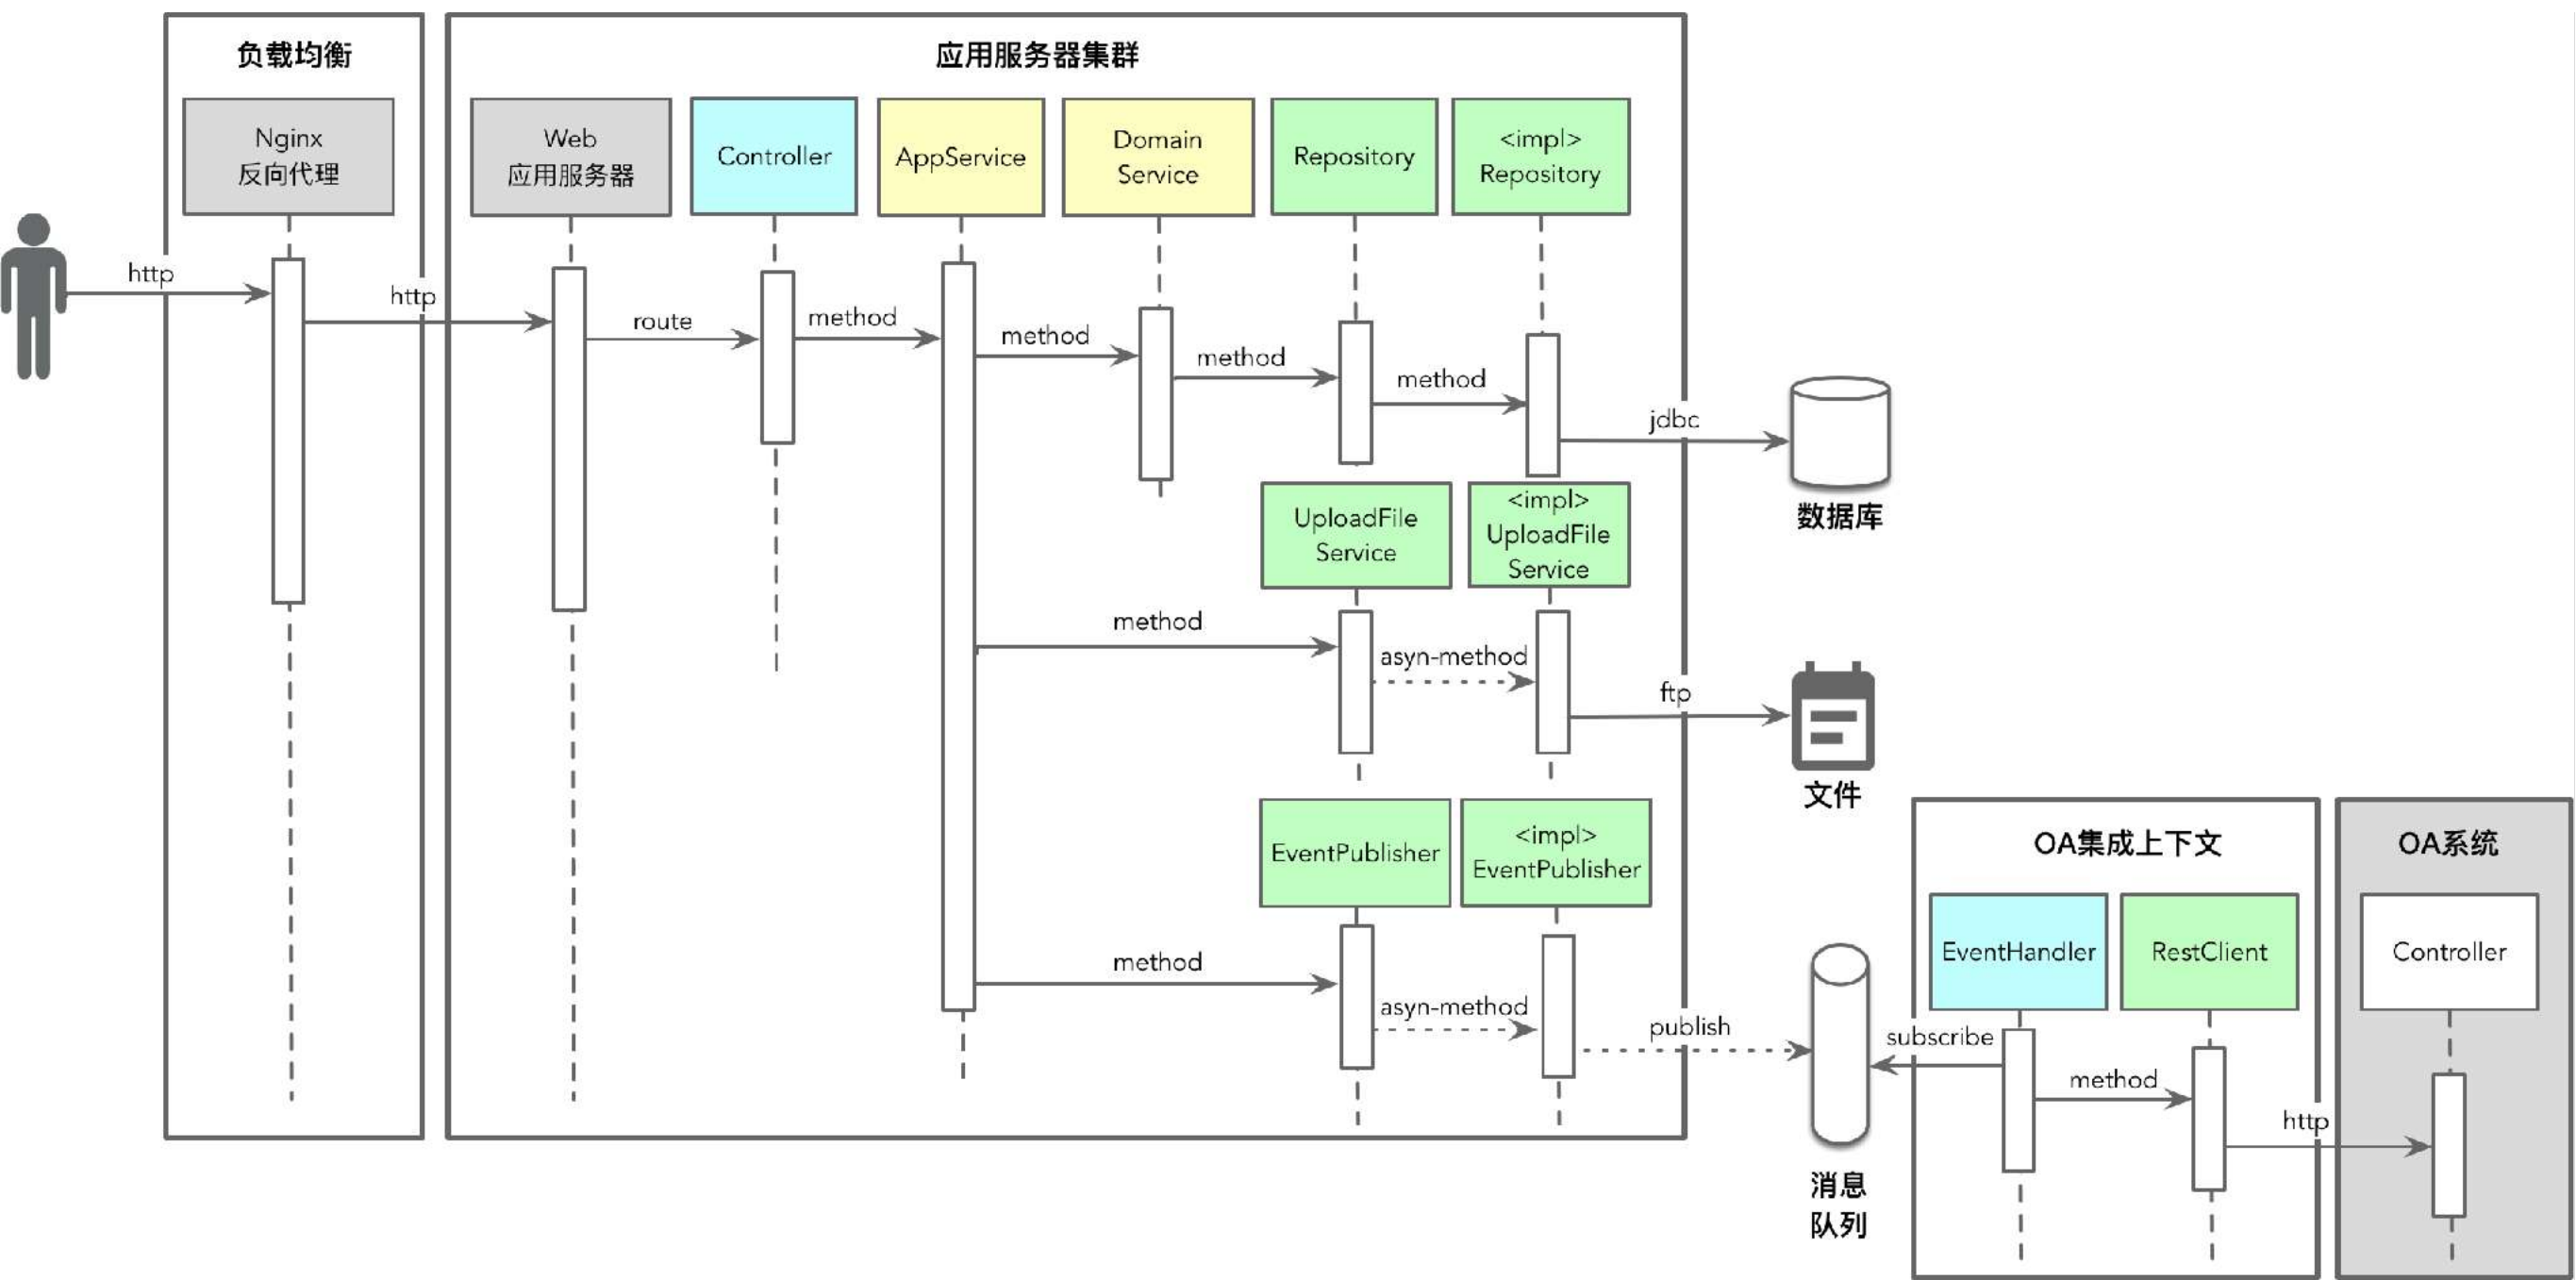 负载均衡
应用服务器集群
Nginx
反向代理
Web
应用服务器
Controller
AppService
Domain
Service
Repository
<impl>
Repository
http
http
route
method
method
method
method
jdbc
数据库
UploadFile
Service
<impl>
UploadFile
Service
method
asyn-method
ftp
文件
EventPublisher
<impl>
EventPublisher
method
asyn-method
publish
消息
队列
OA集成上下文
OA系统
EventHandler
RestClient
Controller
subscribe
method
http